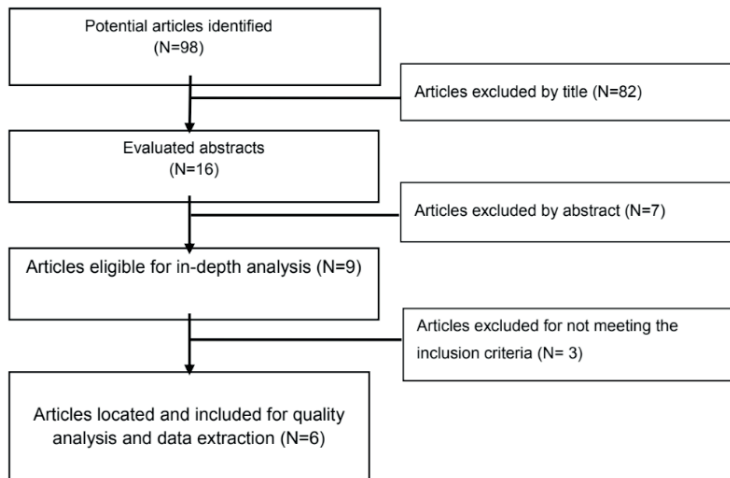 Potential articles identified
(N=98)
Articles excluded by title (N=82)
Evaluated abstracts
(N=16)
Articles excluded by abstract (N=7)
Articles eligible for in-depth analysis (N=9)
Articles excluded for not meeting the
inclusion criteria (N= 3)
Articles located and included for quality
analysis and data extraction (N=6)